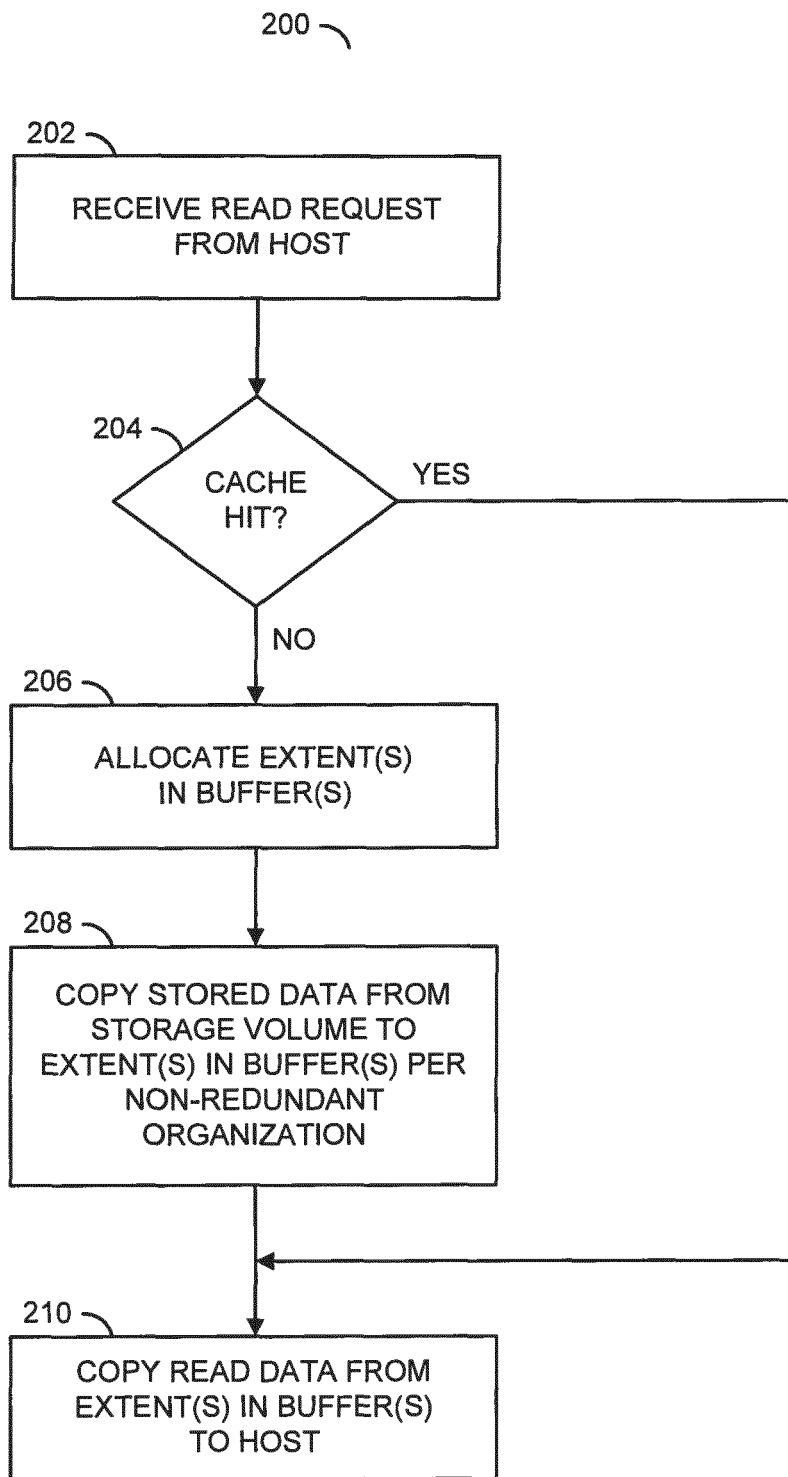 200
202
RECEIVE READ REQUEST
FROM HOST
204
CACHE
HIT?
YES
NO
206
ALLOCATE EXTENT(S)
IN BUFFER(S)
208
COPY STORED DATA FROM
STORAGE VOLUME TO
EXTENT(S) IN BUFFER(S) PER
NON-REDUNDANT
ORGANIZATION
210
COPY READ DATA FROM
EXTENT(S) IN BUFFER(S)
TO HOST